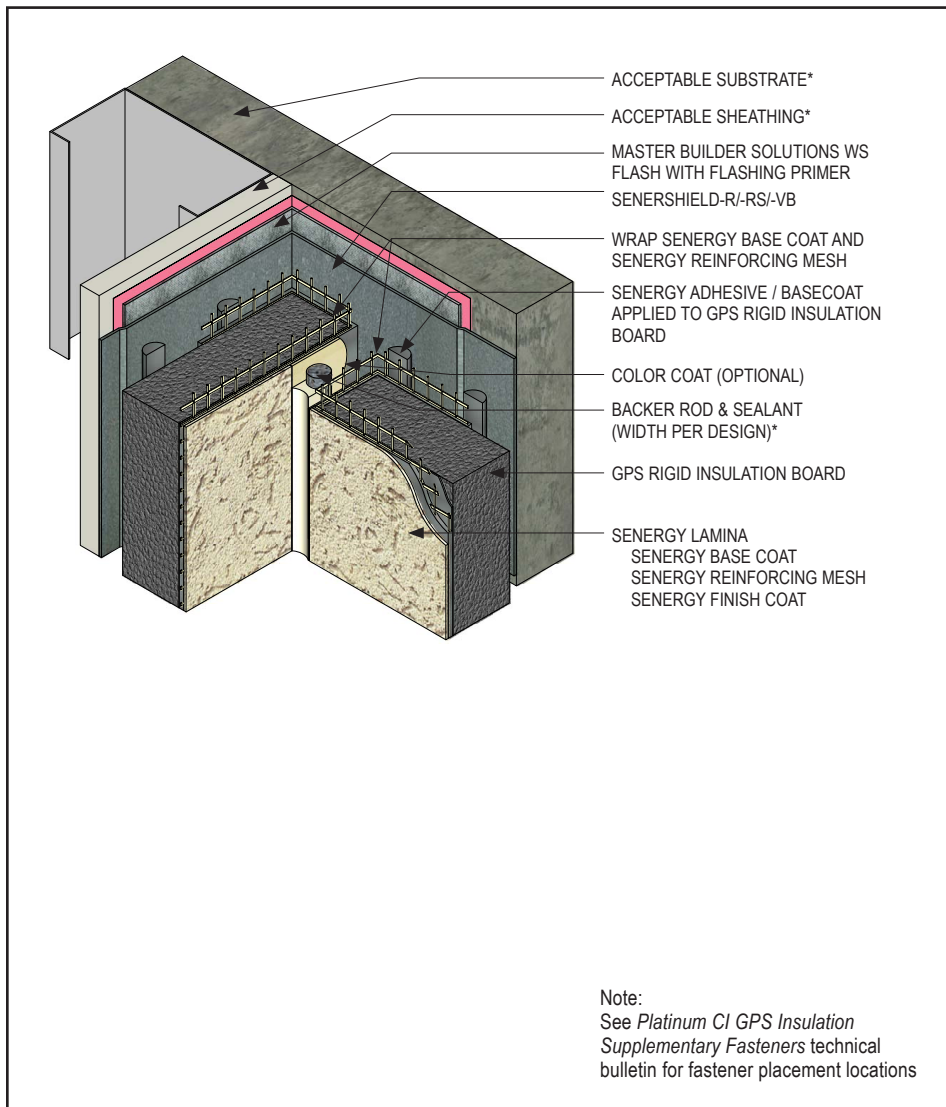 ACCEPTABLE SUBSTRATE*
ACCEPTABLE SHEATHING*
MASTER BUILDER SOLUTIONS WS
FLASH WITH FLASHING PRIMER
SENERSHIELD-R/-RS/-VB
WRAP SENERGY BASE COAT AND
SENERGY REINFORCING MESH
SENERGY ADHESIVE / BASECOAT
APPLIED TO GPS RIGID INSULATION
BOARD
COLOR COAT (OPTIONAL)
BACKER ROD & SEALANT
(WIDTH PER DESIGN)*
GPS RIGID INSULATION BOARD
SENERGY LAMINA
SENERGY BASE COAT
SENERGY REINFORCING MESH
SENERGY FINISH COAT
Note:
See Platinum CI GPS Insulation
Supplementary Fasteners technical
bulletin for fastener placement locations